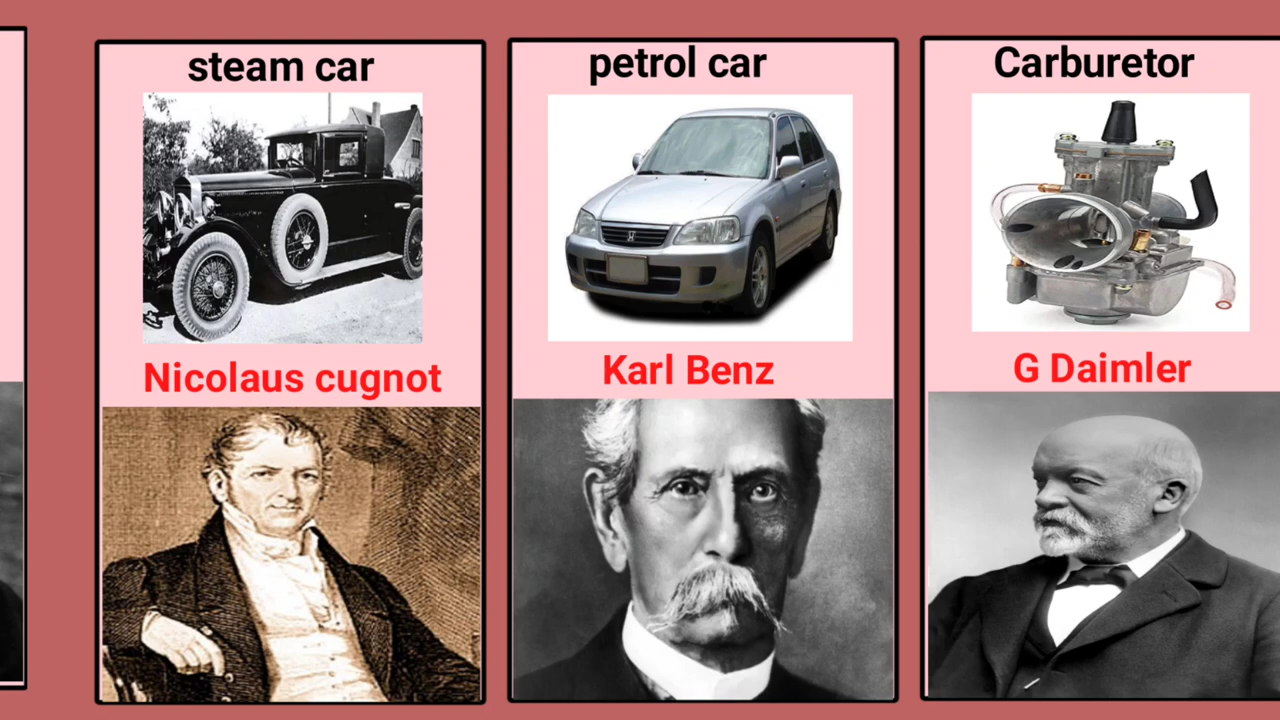 steam car
Nicolaus cugnot
petrol car
Karl Benz
Carburetor
G Daimler